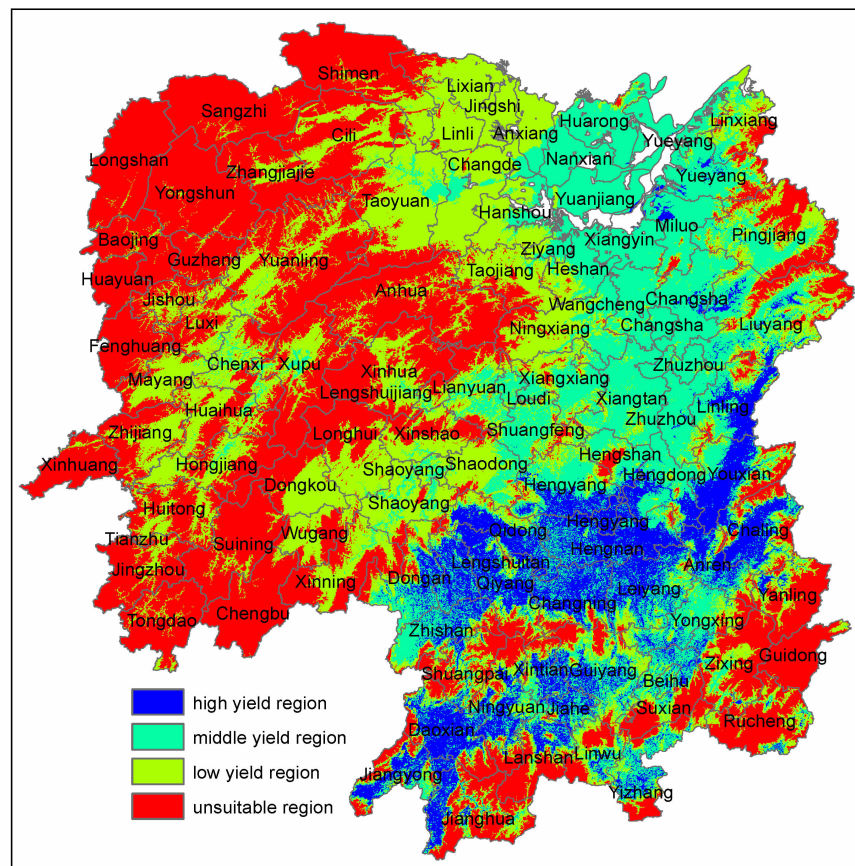 Shimen
Lixian
Jingshi
Sangzhi
Huarong
Linxiang
Cili
Linli
Anxiang
Yueyang
Longshan
Changde
Nanxian
Zhangjiajie
Yueyang
Yongshun
Taoyuan
Yuanjiang
Hanshou
Miluo
Baojing
Xiangyin
Pingjiang
Guzhang
Yuanling
Ziyang
Huayuan
Taojiang
Heshan
Jishou
Anhua
Wangcheng
Changsha
Luxi
Ningxiang
Changsha
Liuyang
Fenghuang
Chenxi
Xupu
Xinhua
Zhuzhou
Mayang
Lengshuijiang
Lianyuan
Xiangxiang
Huaihua
Loudi
Xiangtan
Linling
Zhuzhou
Zhijiang
Longhui
Xinshao
Shuangfeng
Xinhuang
Hongjiang
Shaoyang
Shaodong
Hengshan
Dongkou
Hengyang
Hengdong
Youxian
Huitong
Shaoyang
Tianzhu
Wugang
Qidong
Hengyang
Chaling
Suining
Hengnan
Jingzhou
Xinning
Dongan
Lengshuitan
Anren
Qiyang
Leiyang
Yanling
Tongdao
Chengbu
Changning
Zhishan
Yongxing
Shuangpai
Xintian
Guiyang
Zixing
Guidong
Beihu
Ningyuan
Jiahe
Suxian
Daoxian
Rucheng
Lanshan
Linwu
Jiangyong
Yizhang
Jianghua
high yield region
middle yield region
low yield region
unsuitable region